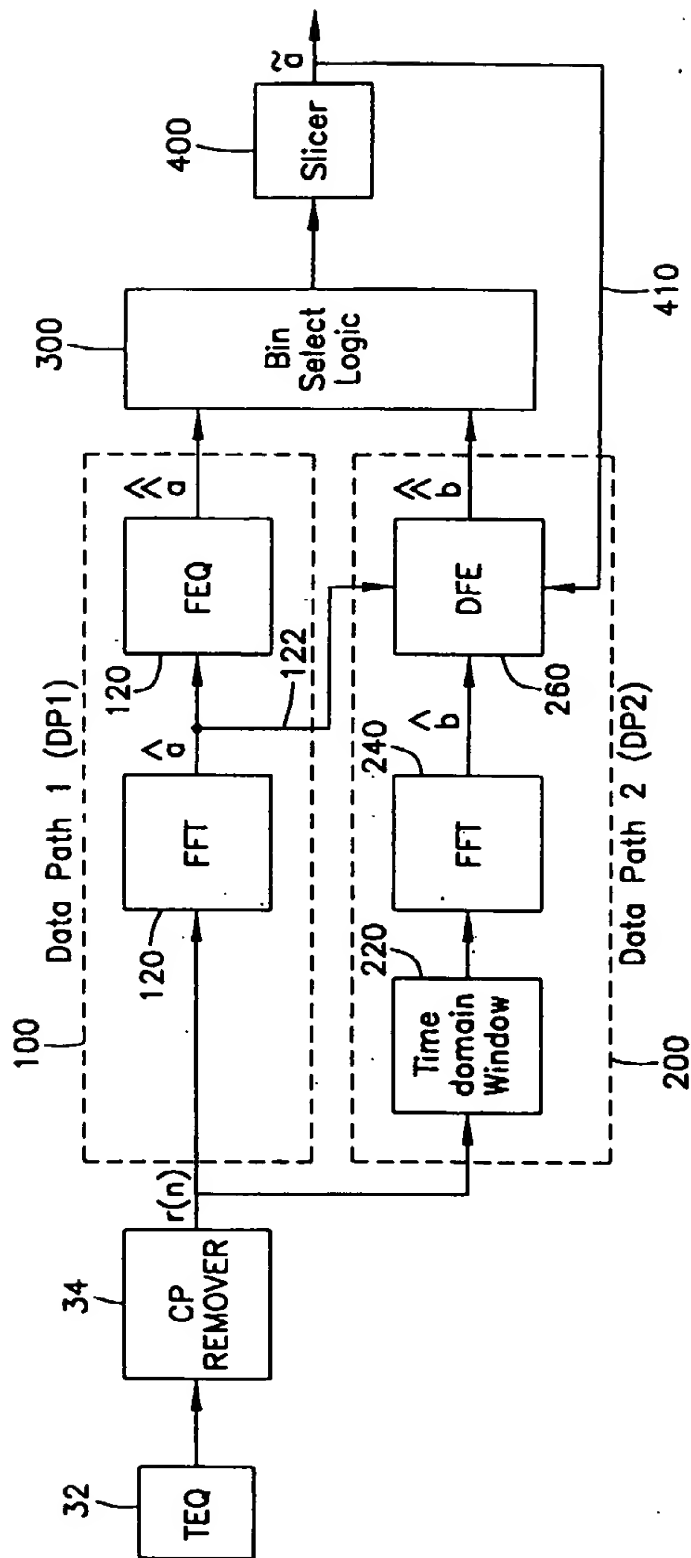 32
TEQ
34
CP
REMOVER
r(n)
100
Data Path 1 (DP1)
120
FFT
^
a
122
120
FEQ
^^
a
220
Time
domain
Window
240
FFT
^
b
260
DFE
^^
b
Data Path 2 (DP2)
200
300
Bin
Select
Logic
400
Slicer
~
a
410